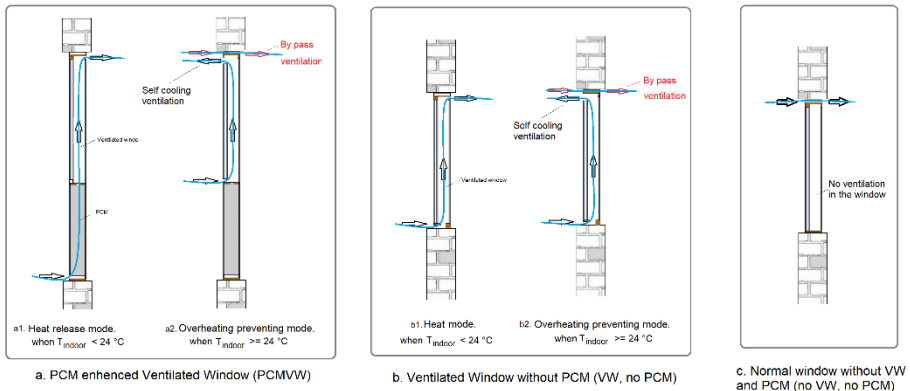 By pass
ventilation
Self cooling
ventilation
Ventilated windo
PCM
a1. Heat release mode.
when T indoor < 24 °C
a2. Overheating preventing mode.
when T indoor >= 24 °C
a. PCM enhenced Ventilated Window (PCMVW)
By pass
ventilation
Self cooling
ventilation
Ventilated window
b1. Heat mode.
when T indoor < 24 °C
b2. Overheating preventing mode.
when T indoor >= 24 °C
b. Ventilated Window without PCM (VW, no PCM)
No ventilation
in the window
c. Normal window without VW
and PCM (no VW, no PCM)